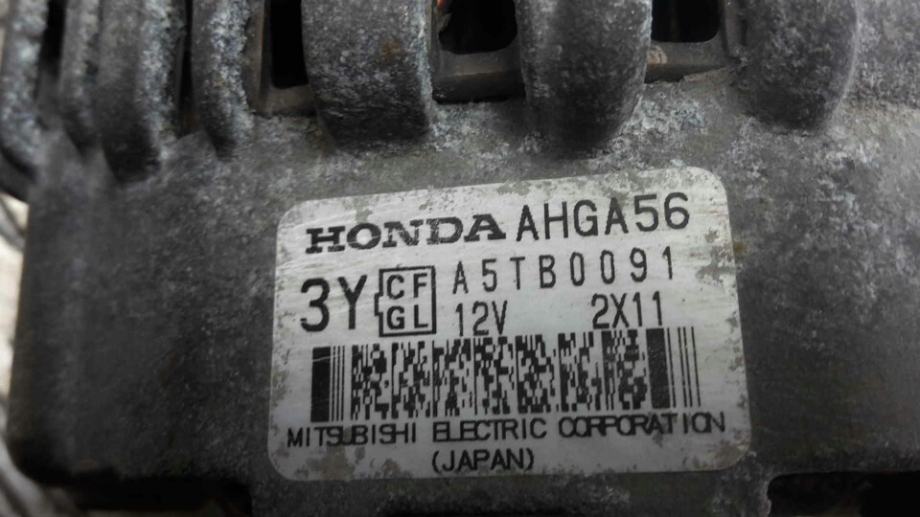 HONDA AHGA56
3Y CF GL A5TB0091
12V 2X11
MITSUBISHI ELECTRIC CORPORATION
(JAPAN)